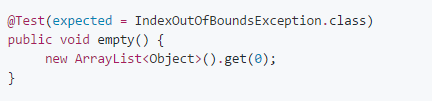 @Test(expected = IndexOutOfBoundsException.class)
public void empty() {
     new ArrayList<Object>().get(0);
}